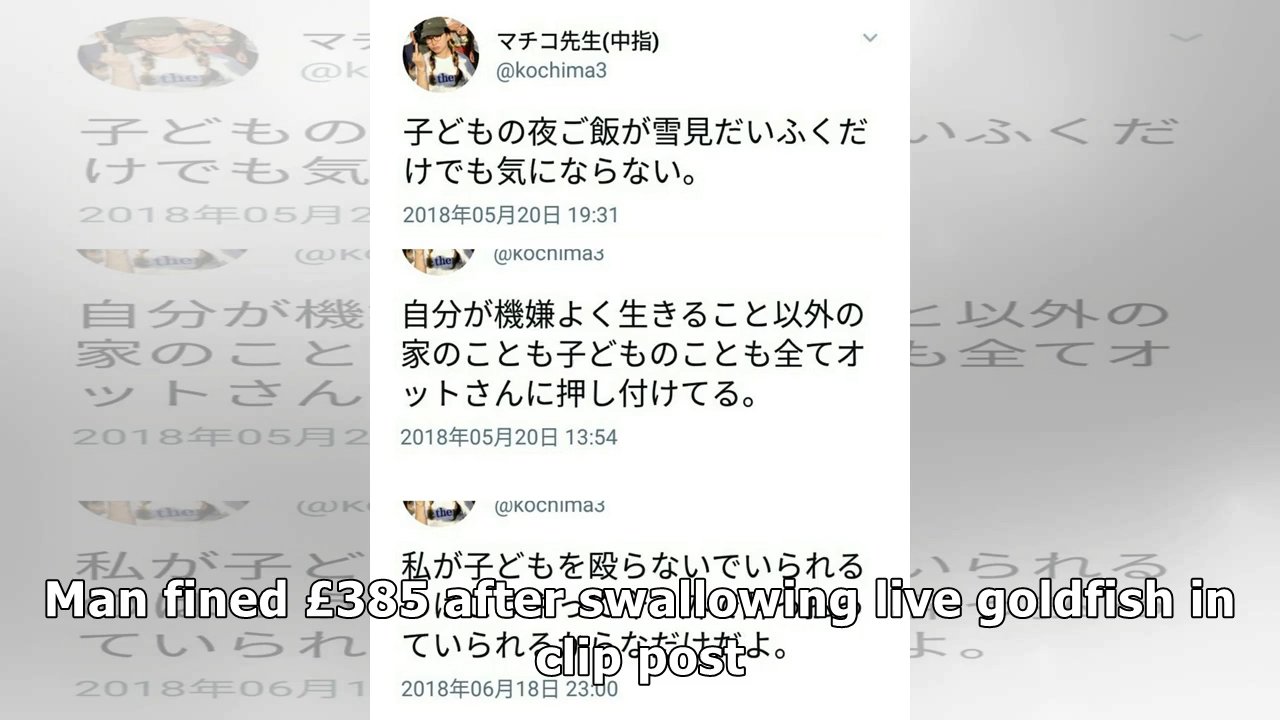 マチコ先生(中指)
@kochima3
子どもの夜ご飯が雪見だいふくだ
けでも気にならない。
2018年05月20日 19:31
@kochima3
自分が機嫌よく生きること以外の
家のことも子どものことも全てオ
ットさんに押し付けてる。
2018年05月20日 13:54
@kochima3
私が子どもを殴らないでいられる
Man fined £385 after swallowing live goldfish in
ていられるからなだけだよ。
clip post
2018年06月18日 23:00